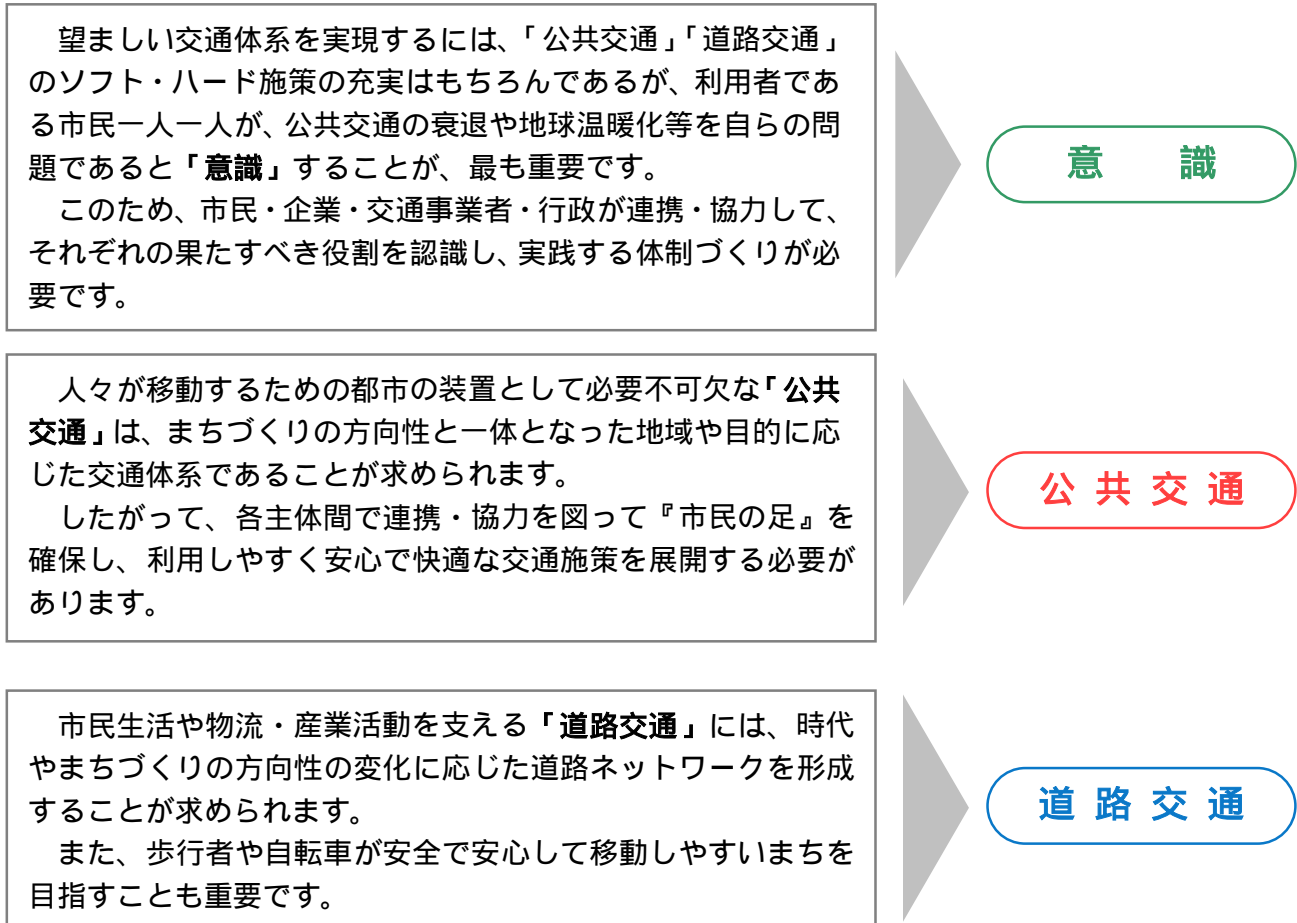 望ましい交通体系を実現するには、「公共交通」「道路交通」
のソフト・ハード施策の充実はもちろんであるが、利用者であ
る市民一人一人が、公共交通の衰退や地球温暖化等を自らの問
題であると「意識」することが、最も重要です。
このため、市民・企業・交通事業者・行政が連携・協力して、
それぞれの果たすべき役割を認識し、実践する体制づくりが必
要です。
意 識
人々が移動するための都市の装置として必要不可欠な「公共
交通」は、まちづくりの方向性と一体となった地域や目的に応
じた交通体系であることが求められます。
したがって、各主体間で連携・協力を図って『市民の足』を
確保し、利用しやすく安心で快適な交通施策を展開する必要が
あります。
公共交通
市民生活や物流・産業活動を支える「道路交通」には、時代
やまちづくりの方向性の変化に応じた道路ネットワークを形成
することが求められます。
また、歩行者や自転車が安全で安心して移動しやすいまちを
目指すことも重要です。
道路交通